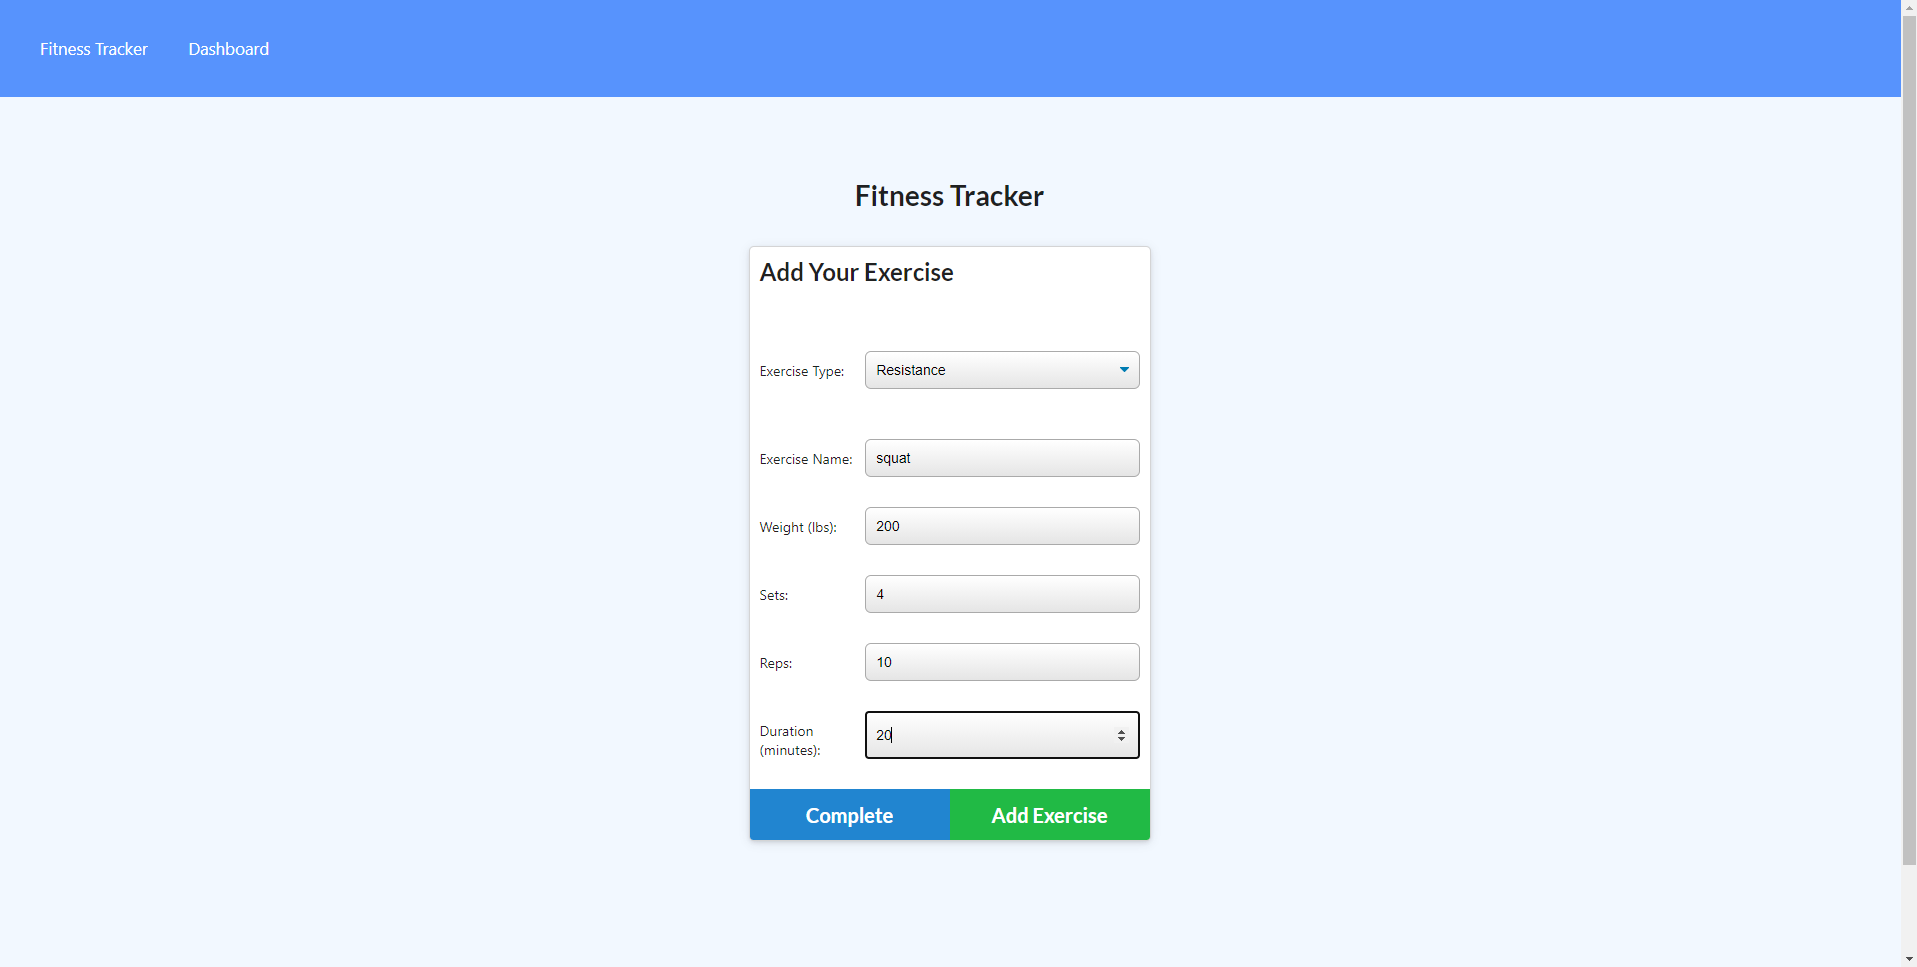 Fitness Tracker Dashboard
Fitness Tracker
Add Your Exercise
Exercise Type: Resistance
Exercise Name: squat
Weight (lbs): 200
Sets: 4
Reps: 10
Duration
(minutes): 20
Complete Add Exercise